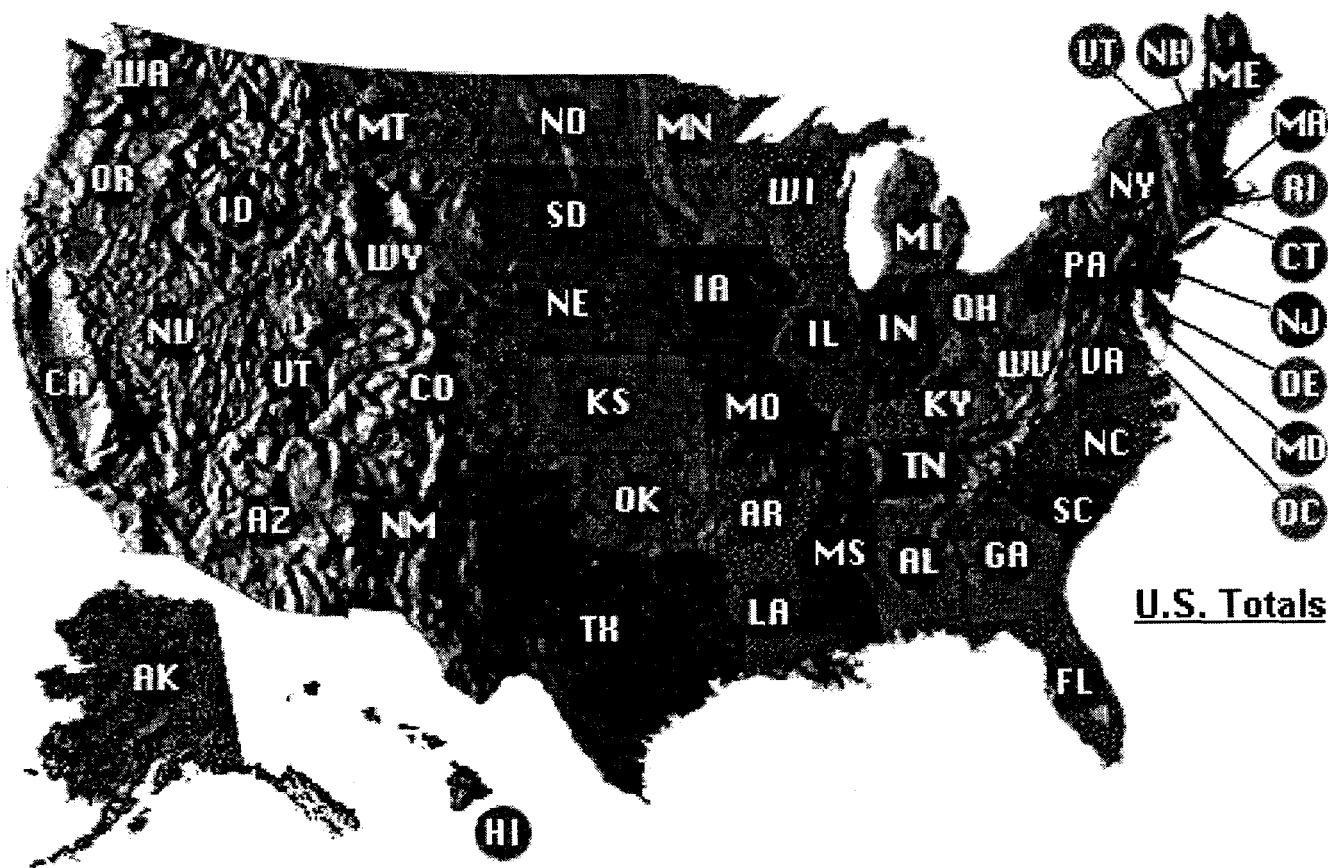 VT NH
ME
WA
MT ND MN
MA
OR
NY
RI
ID SD WI
MI
CT
WY
PA
NE IA
OH
NV IL IN
NJ
CA UT CO
WV VA
DE
KS MO KY
NC
MD
TN
OK AR
SC
DC
AZ NM
MS AL GA
U.S. Totals
TX LA
AK
FL
HI